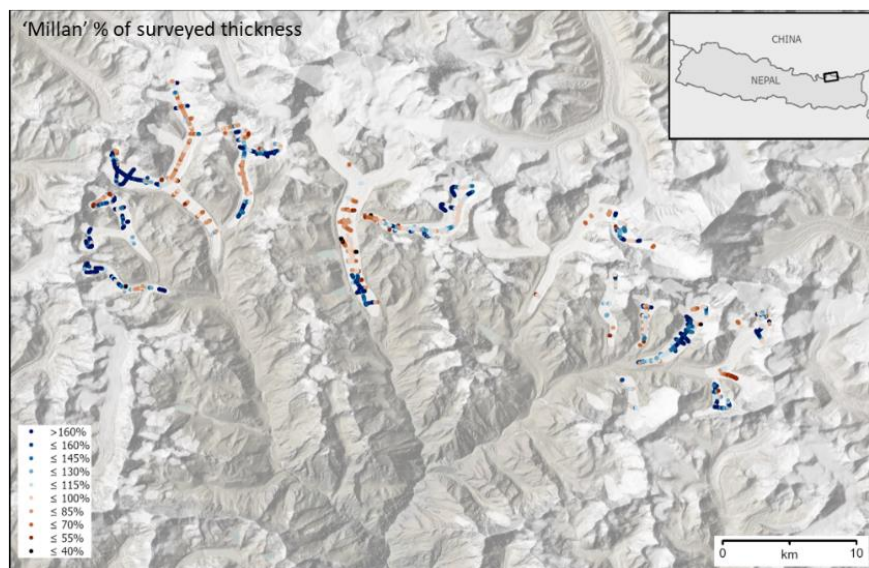 ‘Millan’ % of surveyed thickness
CHINA
NEPAL
>160%
≤ 160%
≤ 145%
≤ 130%
≤ 115%
≤ 100%
≤ 85%
≤ 70%
≤ 55%
≤ 40%
0 10
km